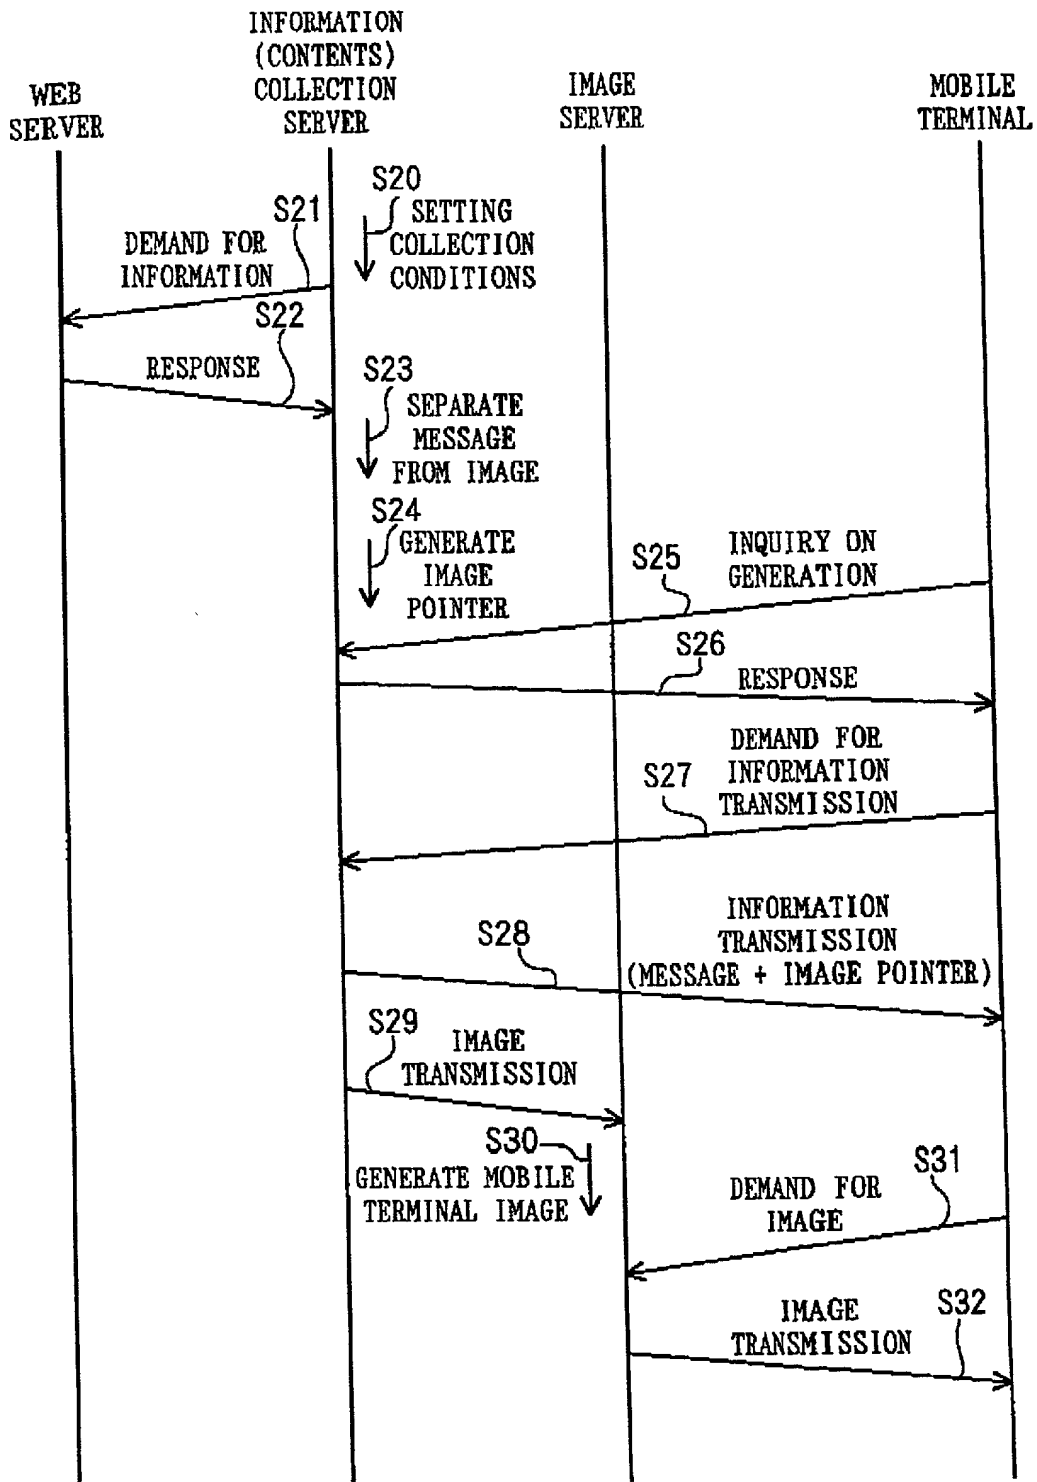 INFORMATION
(CONTENTS)
COLLECTION
SERVER
WEB
SERVER
IMAGE
SERVER
MOBILE
TERMINAL
S20
SETTING
COLLECTION
CONDITIONS
S21
DEMAND FOR
INFORMATION
S22
RESPONSE
S23
SEPARATE
MESSAGE
FROM IMAGE
S24
GENERATE
IMAGE
POINTER
S25
INQUIRY ON
GENERATION
S26
RESPONSE
S27
DEMAND FOR
INFORMATION
TRANSMISSION
S28
INFORMATION
TRANSMISSION
(MESSAGE + IMAGE POINTER)
S29
IMAGE
TRANSMISSION
S30
GENERATE MOBILE
TERMINAL IMAGE
S31
DEMAND FOR
IMAGE
S32
IMAGE
TRANSMISSION